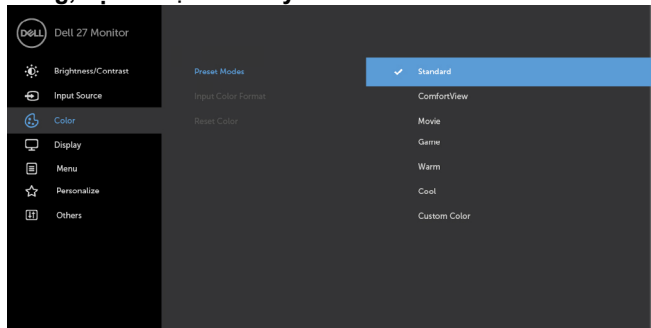 DELL
Dell 27 Monitor
Brightness/Contrast
Preset Modes
Standard
Input Source
Input Color Format
ComfortView
Color
Reset Color
Movie
Display
Game
Menu
Warm
Personalize
Cool
Others
Custom Color